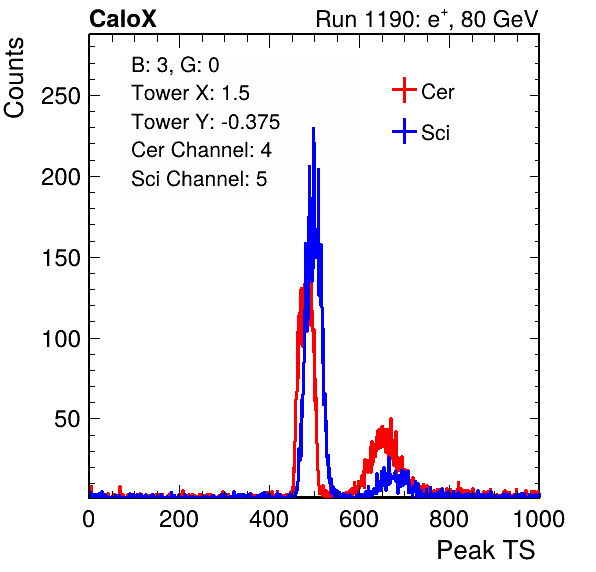 CaloX Run 1190: e⁺, 80 GeV
Counts
B: 3, G: 0
Tower X: 1.5
Tower Y: -0.375
Cer Channel: 4
Sci Channel: 5
Cer
Sci
250
200
150
100
50
0 200 400 600 800 1000
Peak TS